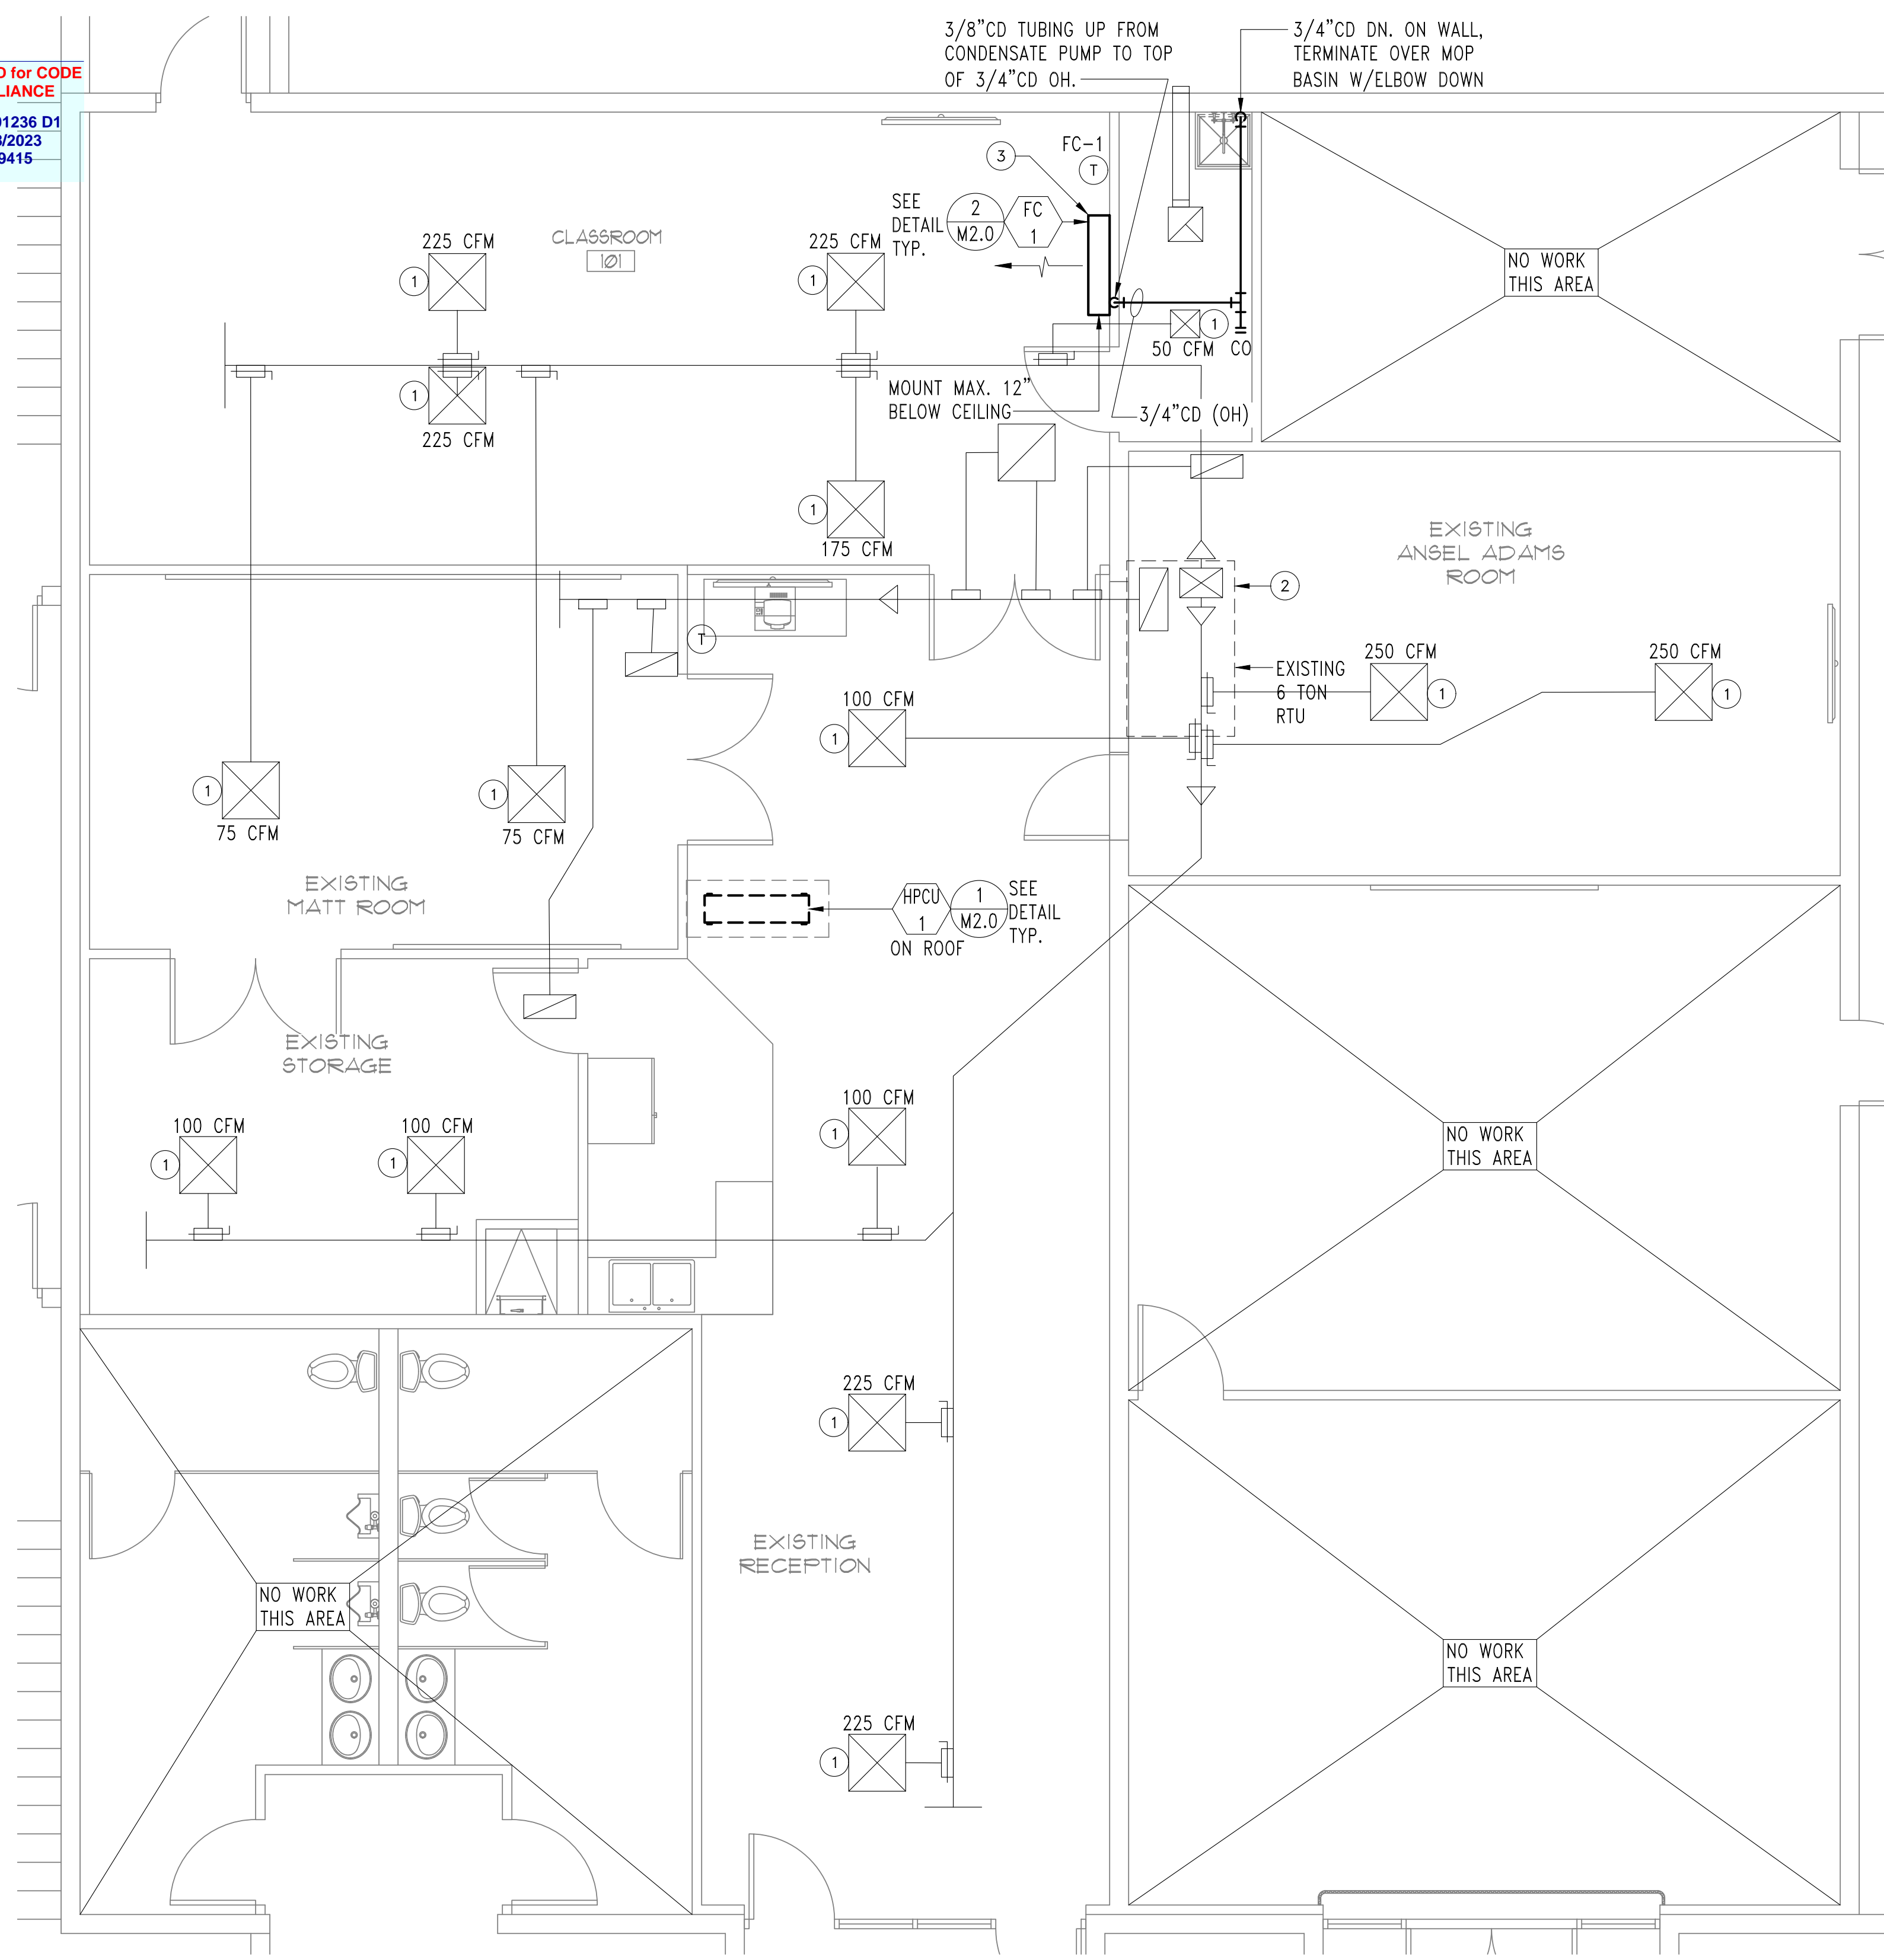 3/8"CD TUBING UP FROM
CONDENSATE PUMP TO TOP
OF 3/4"CD OH.
3/4"CD DN. ON WALL,
TERMINATE OVER MOP
BASIN W/ELBOW DOWN
D for CODE
LIANCE
01236 D1
/2023
9415
3
FC-1
T
SEE
DETAIL
TYP.
2
M2.0
FC
1
CLASSROOM
101
225 CFM
1
225 CFM
1
NO WORK
THIS AREA
1
50 CFM
CO
1
225 CFM
MOUNT MAX. 12"
BELOW CEILING
3/4"CD (OH)
1
175 CFM
EXISTING
ANSEL ADAMS
ROOM
2
T
EXISTING
6 TON
RTU
250 CFM
1
250 CFM
1
100 CFM
1
1
75 CFM
1
75 CFM
EXISTING
MATT ROOM
HPCU
1
1
M2.0
SEE
DETAIL
TYP.
ON ROOF
EXISTING
STORAGE
100 CFM
1
100 CFM
1
100 CFM
1
NO WORK
THIS AREA
225 CFM
1
EXISTING
RECEPTION
NO WORK
THIS AREA
NO WORK
THIS AREA
225 CFM
1